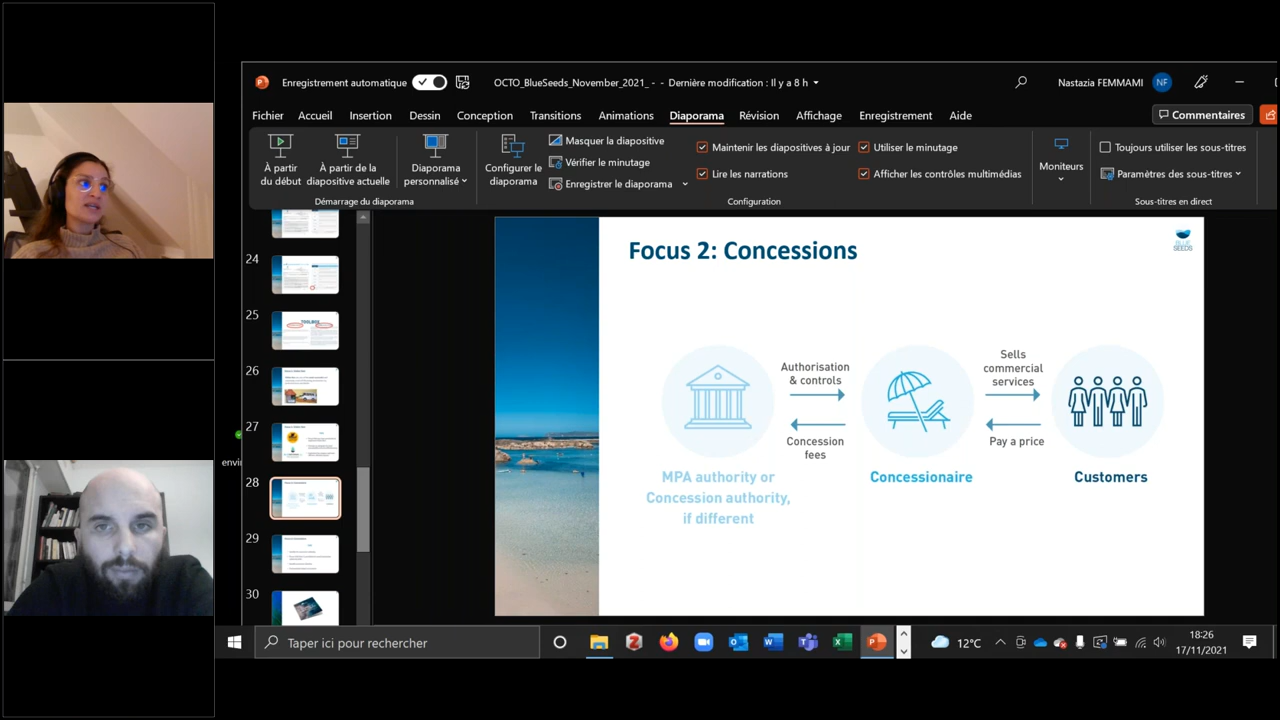 Enregistrement automatique
OCTO_BlueSeeds_November_2021_ - - Dernière modification : Il y a 8 h
Nastazia FEMMAMI
NF
Fichier Accueil Insertion Dessin Conception Transitions Animations Diaporama Révision Affichage Enregistrement Aide
Commentaires
À partir
du début
À partir de la
diapositive actuelle
Diaporama
personnalisé
Démarrage du diaporama
Configurer le
diaporama
Masquer la diapositive
Vérifier le minutage
Enregistrer le diaporama
Maintenir les diapositives à jour
Lire les narrations
Utiliser le minutage
Afficher les contrôles multimédias
Configuration
Moniteurs
Toujours utiliser les sous-titres
Paramètres des sous-titres
Sous-titres en direct
24
25
26
27
28
29
30
envi
Focus 2: Concessions
BLUE
SEEDS
Authorisation
& controls
Concession
fees
Sells
commercial
services
Pay a price
MPA authority or
Concession authority,
if different
Concessionaire
Customers
Taper ici pour rechercher
12°C
18:26
17/11/2021